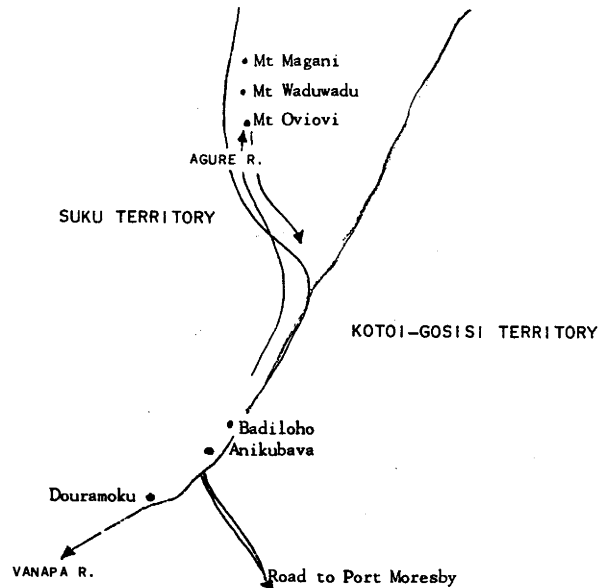 Mt Magani
Mt Waduwadu
Mt Oviovi
AGURE R.
SUKU TERRITORY
KOTOI-GOSISI TERRITORY
Badiloho
Anikubava
Douramoku
VANAPA R.
Road to Port Moresby